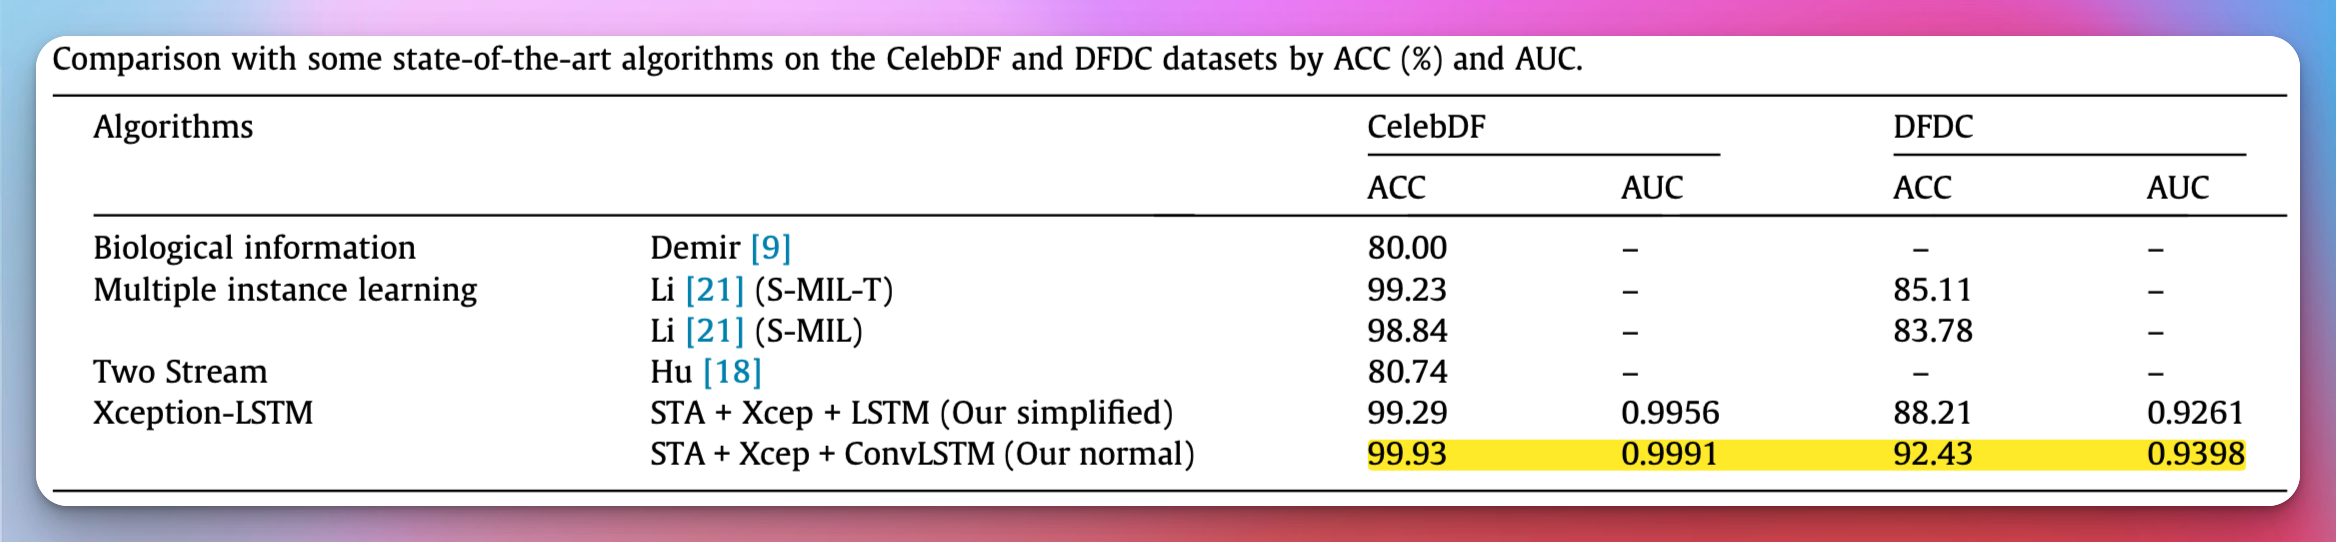 Comparison with some state-of-the-art algorithms on the CelebDF and DFDC datasets by ACC (%) and AUC.
Algorithms CelebDF DFDC
ACC AUC ACC AUC
Biological information Demir [9] 80.00 – – –
Multiple instance learning Li [21] (S-MIL-T) 99.23 – 85.11 –
Li [21] (S-MIL) 98.84 – 83.78 –
Two Stream Hu [18] 80.74 – – –
Xception-LSTM STA + Xcep + LSTM (Our simplified) 99.29 0.9956 88.21 0.9261
STA + Xcep + ConvLSTM (Our normal) 99.93 0.9991 92.43 0.9398